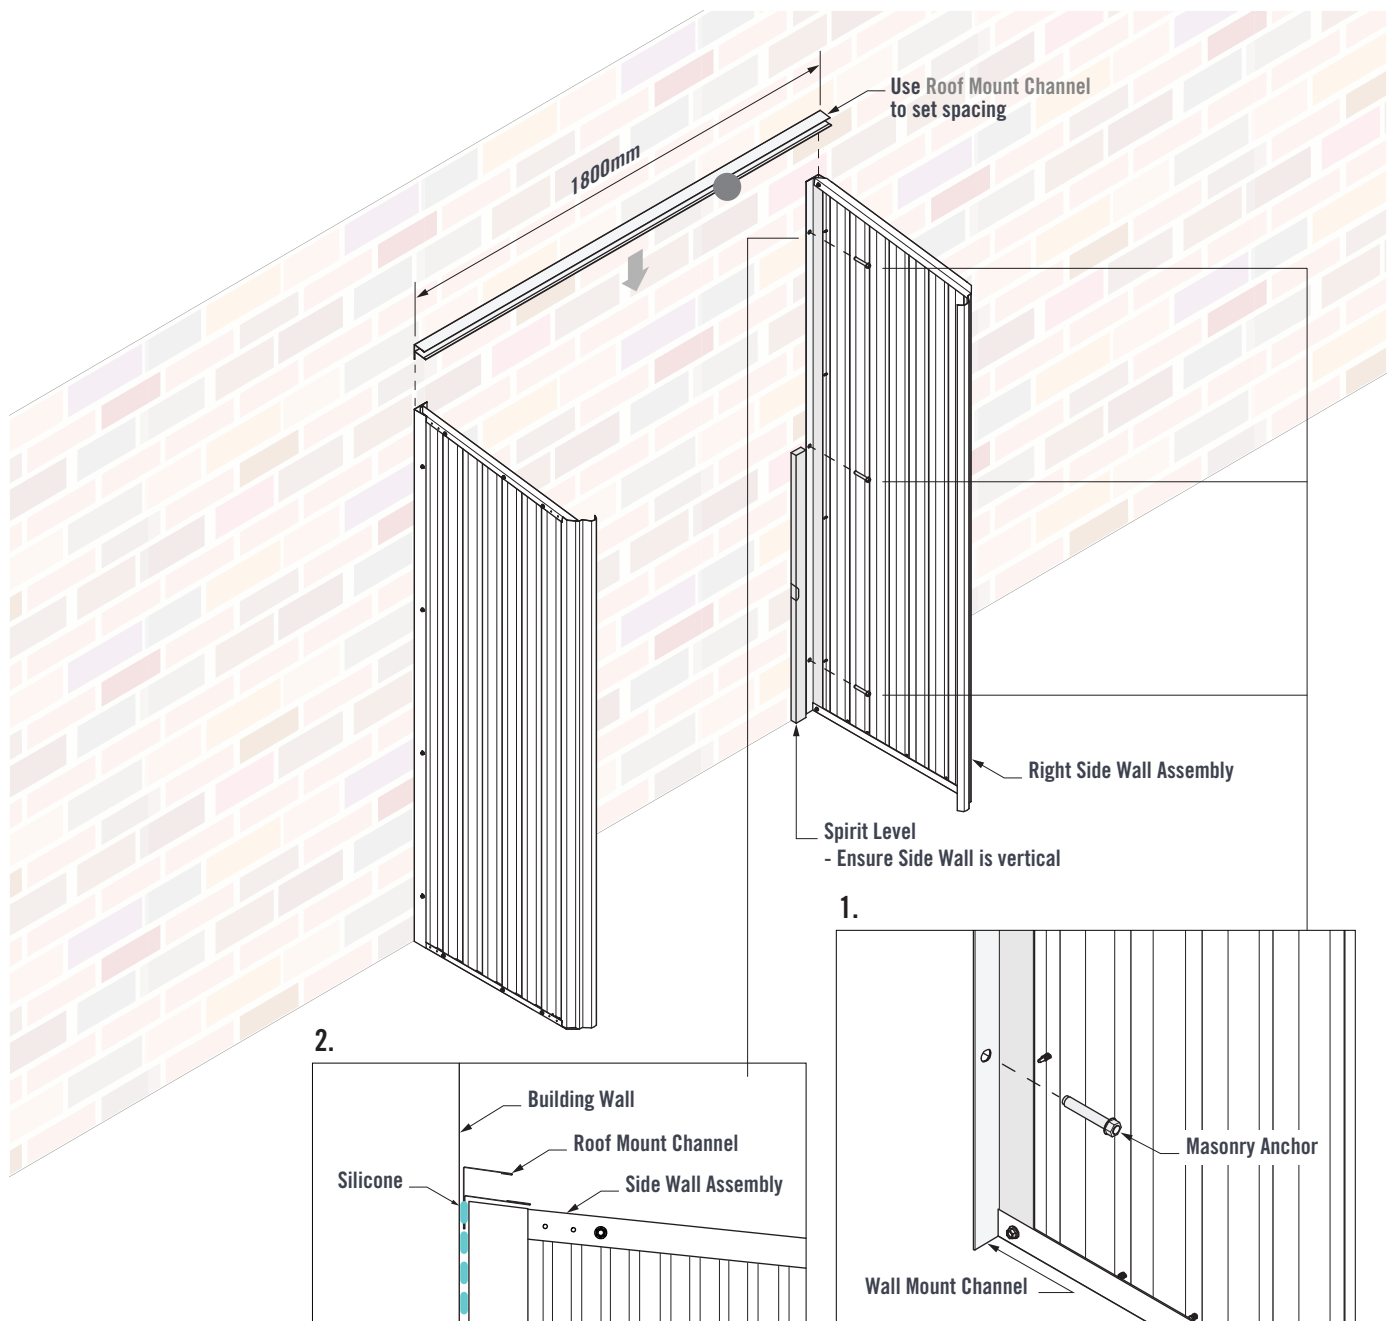 Use Roof Mount Channel
to set spacing
1800mm
Right Side Wall Assembly
Spirit Level
- Ensure Side Wall is vertical
1.
Masonry Anchor
Wall Mount Channel
2.
Building Wall
Roof Mount Channel
Silicone
Side Wall Assembly